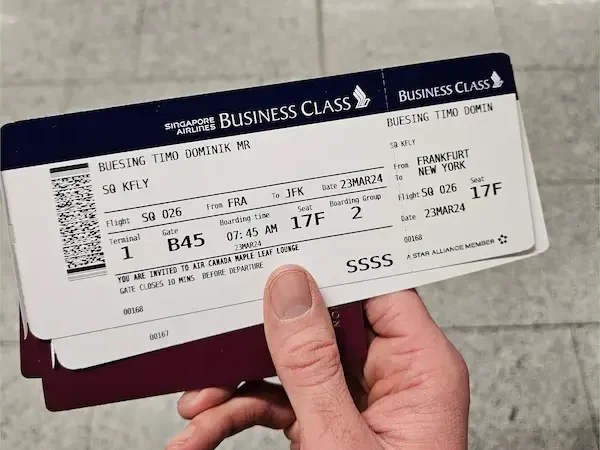 SINGAPORE AIRLINES BUSINESS CLASS
BUESING TIMO DOMINIK MR
SQ KFLY
Flight SQ 026 From FRA To JFK Date 23MAR24
Terminal Gate Boarding time Seat Boarding Group
1 B45 07:45 AM 17F 2
23MAR24
YOU ARE INVITED TO AIR CANADA MAPLE LEAF LOUNGE
GATE CLOSES 10 MINS BEFORE DEPARTURE
SSSS
00168
00167
BUSINESS CLASS
BUESING TIMO DOMIN
SQ KFLY
From FRANKFURT
To NEW YORK
Flight SQ 026 Seat 17F
Date 23MAR24
00168
A STAR ALLIANCE MEMBER